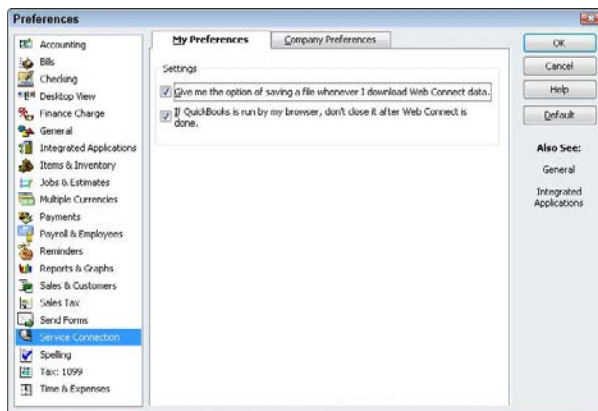 Preferences
Accounting
Bills
Checking
Desktop View
Finance Charge
General
Integrated Applications
Items & Inventory
Jobs & Estimates
Multiple Currencies
Payments
Payroll & Employees
Reminders
Reports & Graphs
Sales & Customers
Sales Tax
Send Forms
Service Connection
Spelling
Tax: 1099
Time & Expenses
My Preferences
Company Preferences
Settings
Give me the option of saving a file whenever I download Web Connect data.
If QuickBooks is run by my browser, don't close it after Web Connect is
done.
OK
Cancel
Help
Default
Also See:
General
Integrated
Applications